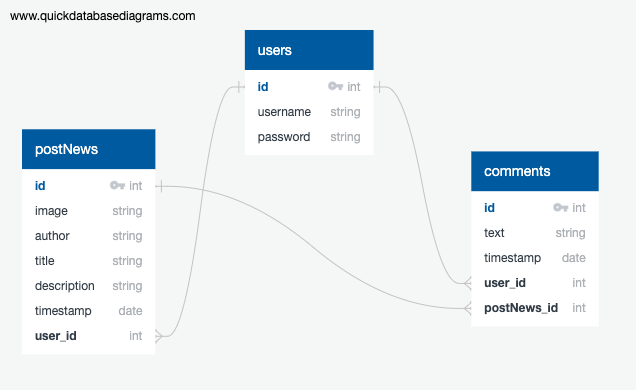 www.quickdatabasediagrams.com
users
id int
username string
password string
postNews
id int
image string
author string
title string
description string
timestamp date
user_id int
comments
id int
text string
timestamp date
user_id int
postNews_id int